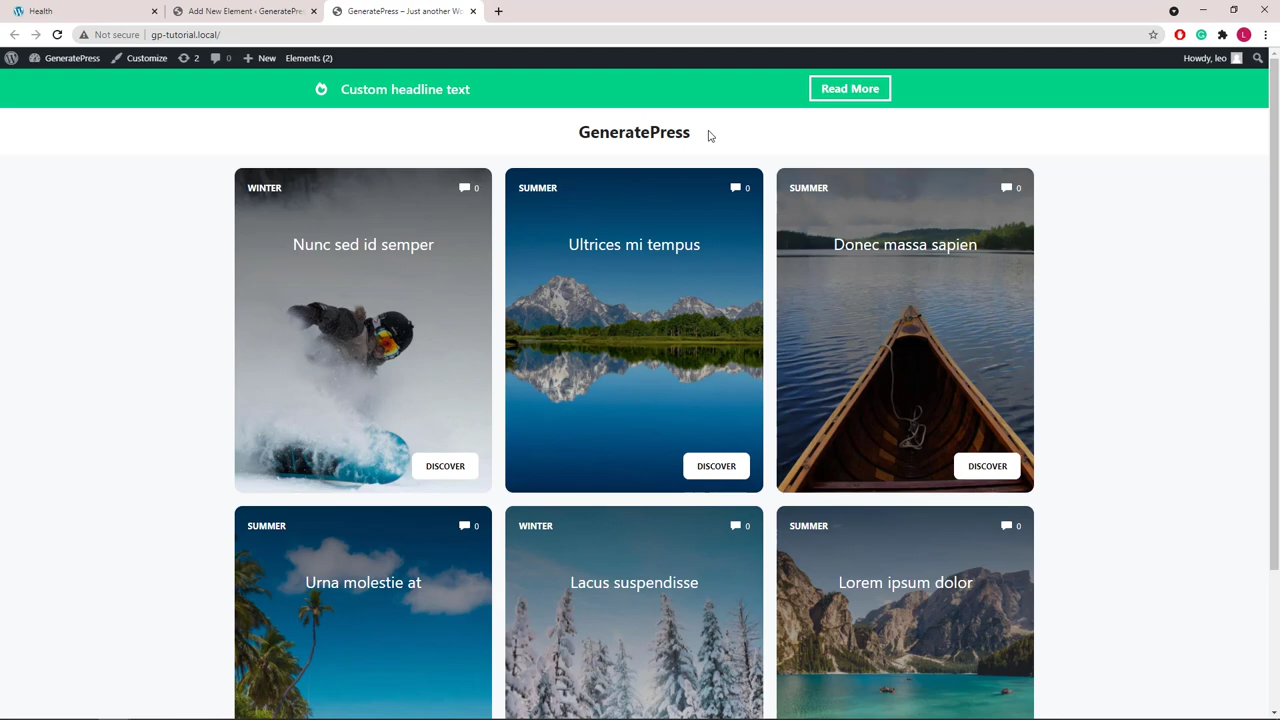 Health
Add New Element ‹ GeneratePre
GeneratePress – Just another Wo
Not secure gp-tutorial.local/
L
GeneratePress Customize 2 0 New Elements (2) Howdy, leo
Custom headline text Read More
GeneratePress
WINTER 0
Nunc sed id semper
DISCOVER
SUMMER 0
Ultrices mi tempus
DISCOVER
SUMMER 0
Donec massa sapien
DISCOVER
SUMMER 0
Urna molestie at
WINTER 0
Lacus suspendisse
SUMMER 0
Lorem ipsum dolor